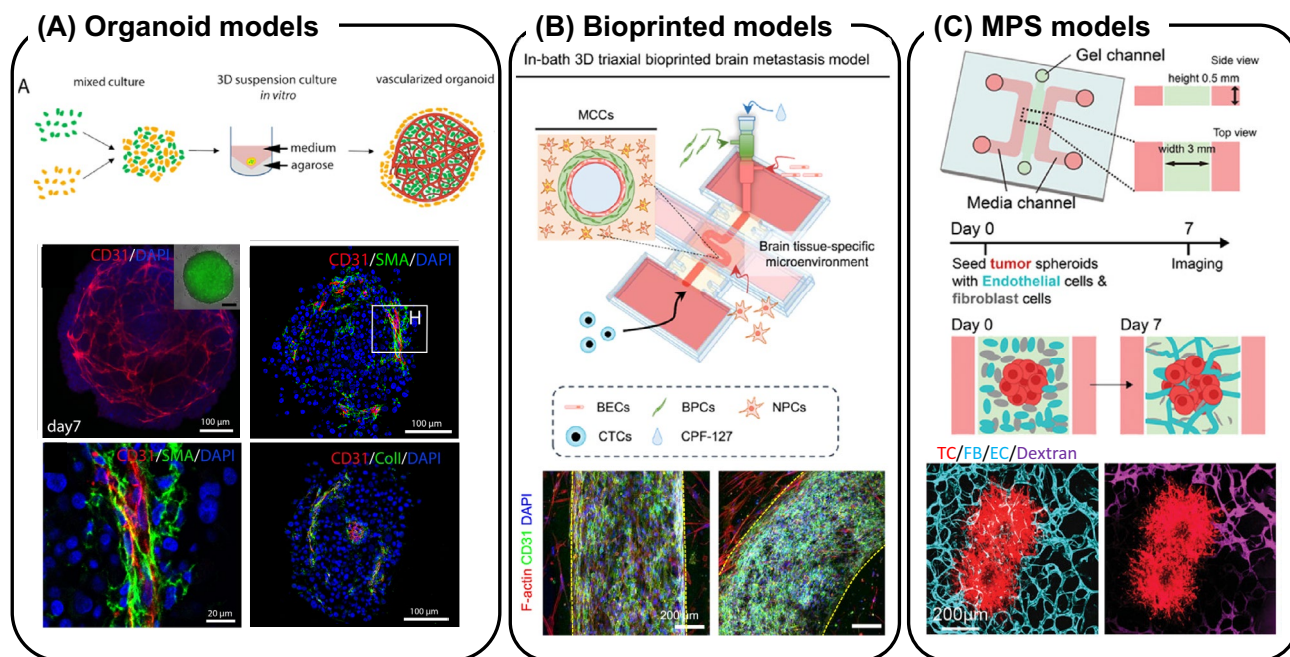 (A) Organoid models
A
mixed culture
3D suspension culture
in vitro
vascularized organoid
medium
agarose
CD31/DAPI
day7
100 µm
CD31/SMA/DAPI
H
100 µm
CD31/SMA/DAPI
20 µm
CD31/Coll/DAPI
100 µm
(B) Bioprinted models
In-bath 3D triaxial bioprinted brain metastasis model
MCCs
Brain tissue-specific
microenvironment
BECs
BPCs
NPCs
CTCs
CPF-127
F-actin CD31 DAPI
200 µm
(C) MPS models
Gel channel
Side view
height 0.5 mm
Top view
width 3 mm
Media channel
Day 0
7
Seed tumor spheroids
with Endothelial cells &
fibroblast cells
Imaging
Day 0
Day 7
TC/FB/EC/Dextran
200µm